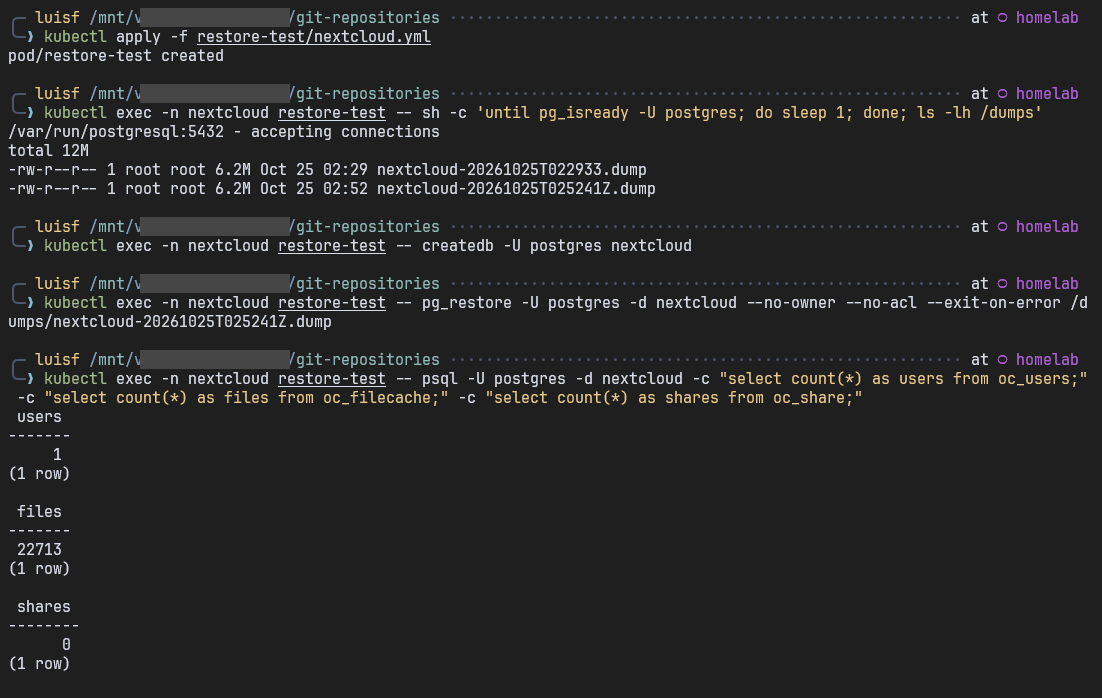 luisf /mnt/v /git-repositories ························································· at homelab
❯ kubectl apply -f restore-test/nextcloud.yml
pod/restore-test created
luisf /mnt/v /git-repositories ························································· at homelab
❯ kubectl exec -n nextcloud restore-test -- sh -c 'until pg_isready -U postgres; do sleep 1; done; ls -lh /dumps'
/var/run/postgresql:5432 - accepting connections
total 12M
-rw-r--r-- 1 root root 6.2M Oct 25 02:29 nextcloud-20261025T022933.dump
-rw-r--r-- 1 root root 6.2M Oct 25 02:52 nextcloud-20261025T025241Z.dump
luisf /mnt/v /git-repositories ························································· at homelab
❯ kubectl exec -n nextcloud restore-test -- createdb -U postgres nextcloud
luisf /mnt/v /git-repositories ························································· at homelab
❯ kubectl exec -n nextcloud restore-test -- pg_restore -U postgres -d nextcloud --no-owner --no-acl --exit-on-error /d
umps/nextcloud-20261025T025241Z.dump
luisf /mnt/v /git-repositories ························································· at homelab
❯ kubectl exec -n nextcloud restore-test -- psql -U postgres -d nextcloud -c "select count(*) as users from oc_users;"
-c "select count(*) as files from oc_filecache;" -c "select count(*) as shares from oc_share;"
users
-------
1
(1 row)
files
-------
22713
(1 row)
shares
--------
0
(1 row)